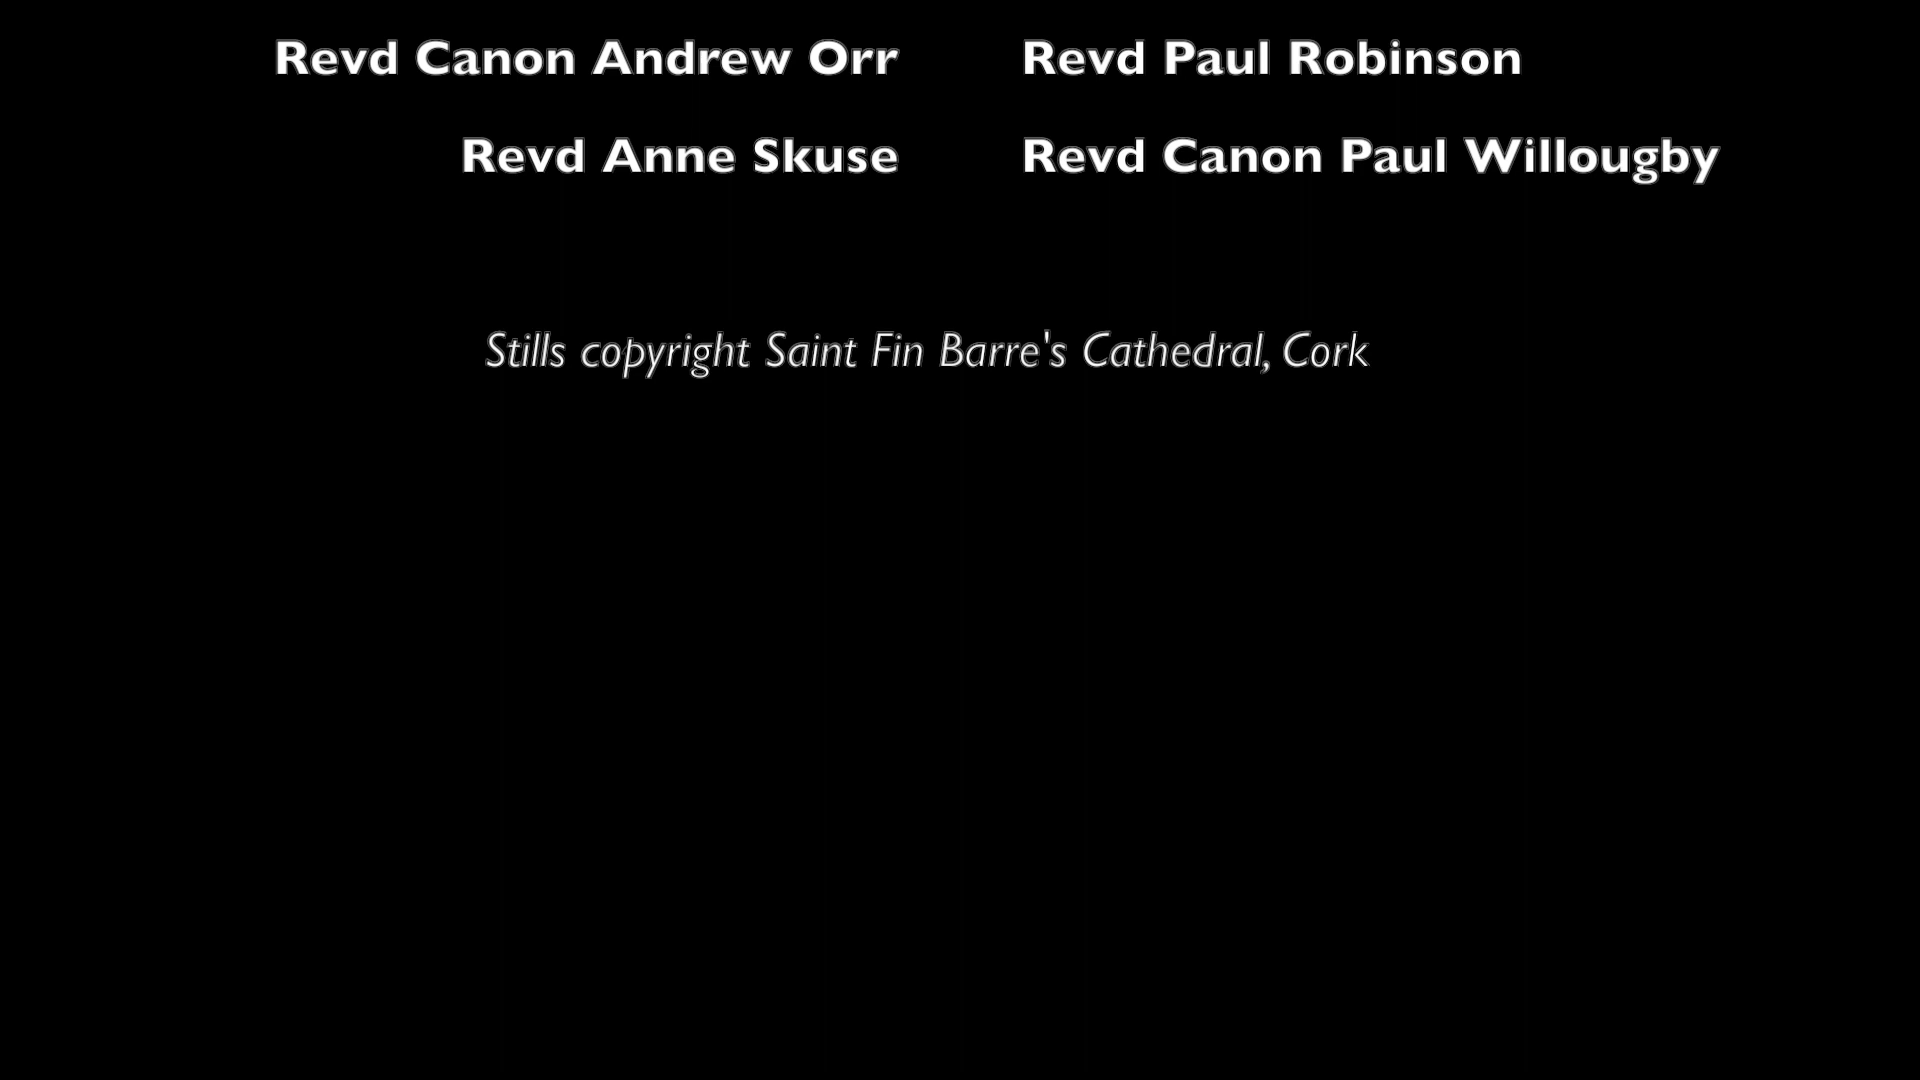 Revd Canon Andrew Orr Revd Paul Robinson
Revd Anne Skuse Revd Canon Paul Willougby
Stills copyright Saint Fin Barre's Cathedral, Cork